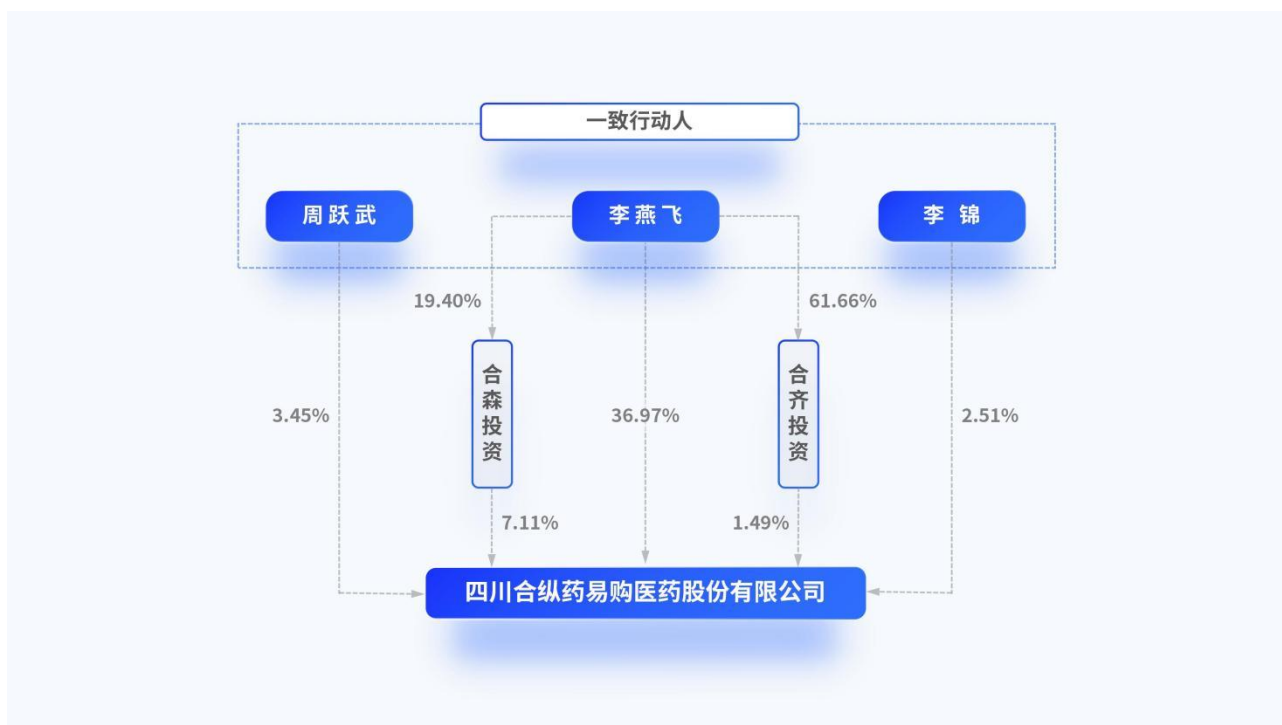 一致行动人
周跃武
李燕飞
李 锦
19.40%
61.66%
合森投资
合齐投资
3.45%
36.97%
2.51%
7.11%
1.49%
四川合纵药易购医药股份有限公司